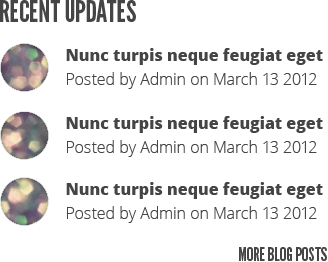 RECENT UPDATES
Nunc turpis neque feugiat eget
Posted by Admin on March 13 2012
Nunc turpis neque feugiat eget
Posted by Admin on March 13 2012
Nunc turpis neque feugiat eget
Posted by Admin on March 13 2012
MORE BLOG POSTS